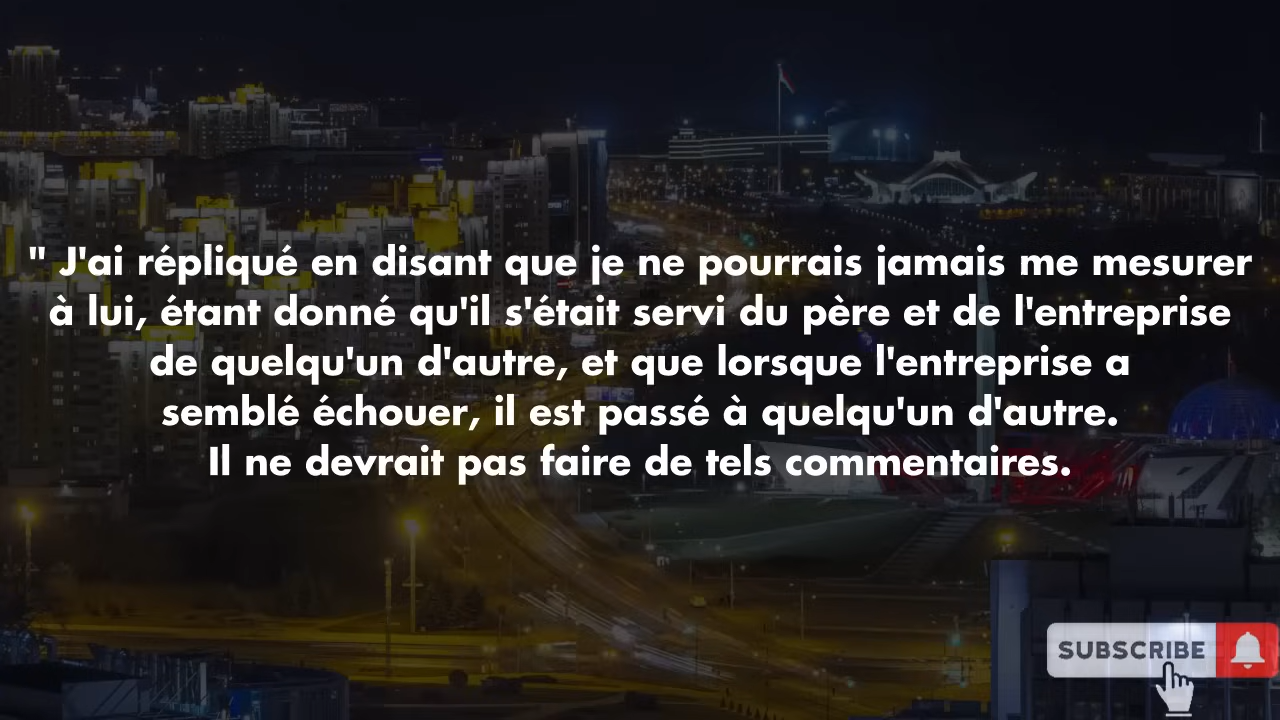 " J'ai répliqué en disant que je ne pourrais jamais me mesurer
à lui, étant donné qu'il s'était servi du père et de l'entreprise
de quelqu'un d'autre, et que lorsque l'entreprise a
semblé échouer, il est passé à quelqu'un d'autre.
Il ne devrait pas faire de tels commentaires.
SUBSCRIBE